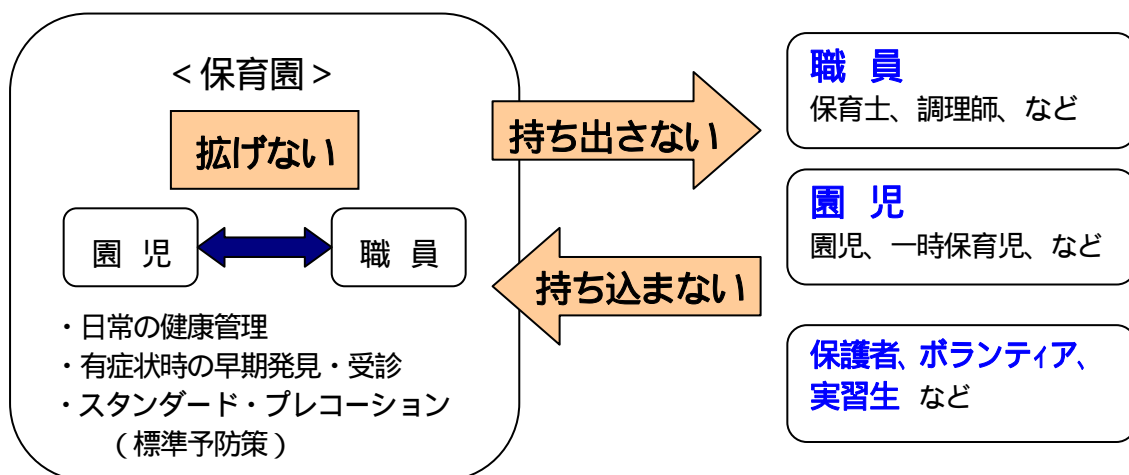 ＜保育園＞
拡げない
園 児
職 員
・日常の健康管理
・有症状時の早期発見・受診
・スタンダード・プレコーション
（標準予防策）
持ち出さない
持ち込まない
職 員
保育士、調理師、など
園 児
園児、一時保育児、など
保護者、ボランティア、
実習生 など